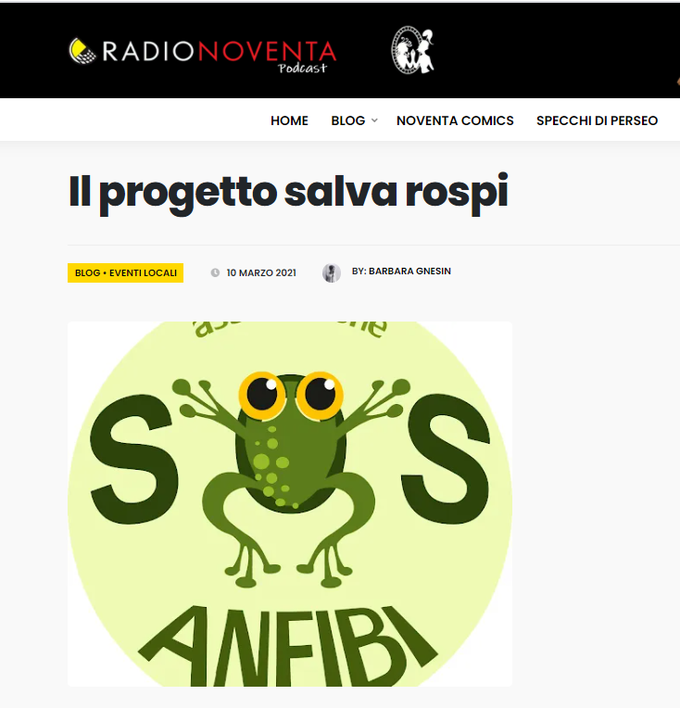 RADIONOVENTA
Podcast
HOME BLOG NOVENTA COMICS SPECCHI DI PERSEO
Il progetto salva rospi
BLOG • EVENTI LOCALI 10 MARZO 2021 BY: BARBARA GNESIN
S S
ANFIBI